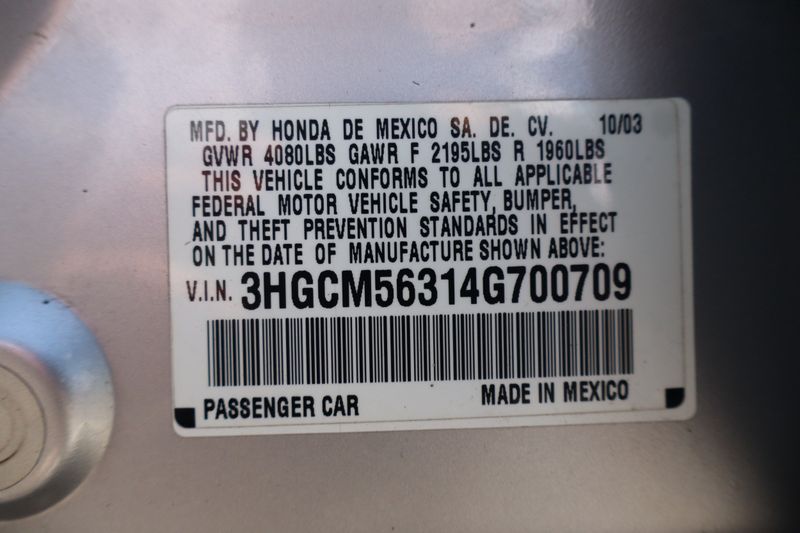 MFD. BY HONDA DE MEXICO SA. DE. CV. 10/03
GVWR 4080LBS GAWR F 2195LBS R 1960LBS
THIS VEHICLE CONFORMS TO ALL APPLICABLE
FEDERAL MOTOR VEHICLE SAFETY, BUMPER,
AND THEFT PREVENTION STANDARDS IN EFFECT
ON THE DATE OF MANUFACTURE SHOWN ABOVE:
V.I.N. 3HGCM56314G700709
PASSENGER CAR MADE IN MEXICO